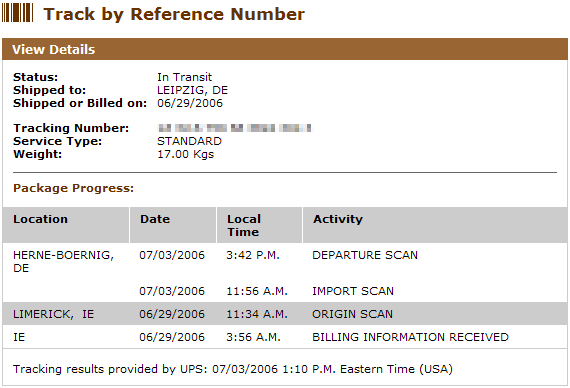 Track by Reference Number
View Details
Status: In Transit
Shipped to: LEIPZIG, DE
Shipped or Billed on: 06/29/2006
Tracking Number:
Service Type: STANDARD
Weight: 17.00 Kgs
Package Progress:
Location Date Local Time Activity
HERNE-BOERNIG, DE 07/03/2006 3:42 P.M. DEPARTURE SCAN
07/03/2006 11:56 A.M. IMPORT SCAN
LIMERICK, IE 06/29/2006 11:34 A.M. ORIGIN SCAN
IE 06/29/2006 3:56 A.M. BILLING INFORMATION RECEIVED
Tracking results provided by UPS: 07/03/2006 1:10 P.M. Eastern Time (USA)